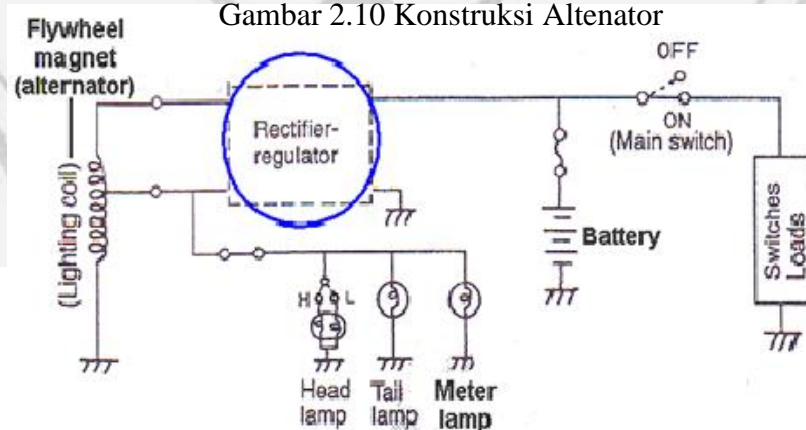 Gambar 2.10 Konstruksi Altenator
Flywheel
magnet
(alternator)
(Lighting coil)
Rectifier-
regulator
OFF
ON
(Main switch)
Battery
Switches
Loads
H
L
Head
lamp
Tail
lamp
Meter
lamp